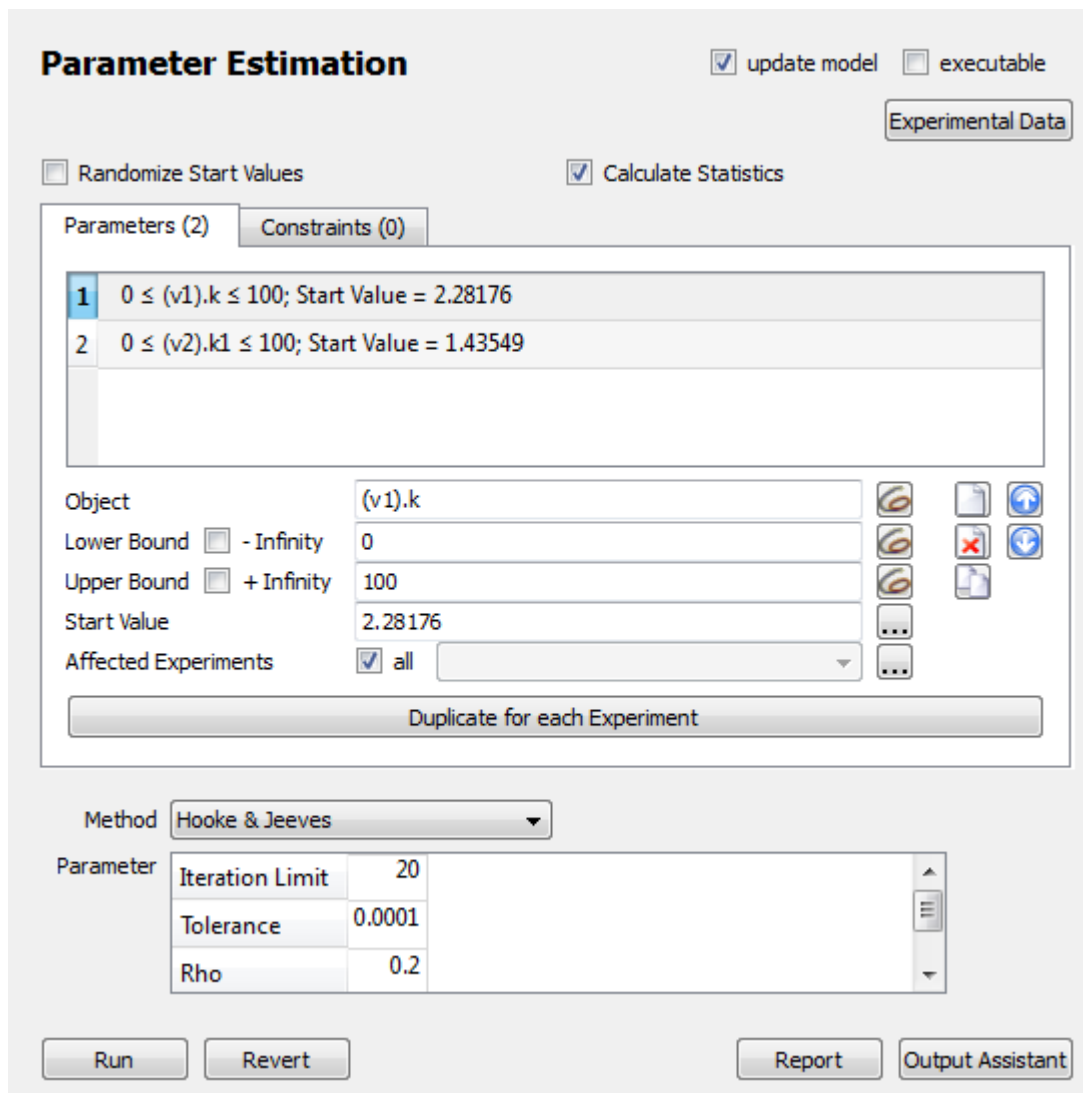 Parameter Estimation
update model
executable
Experimental Data
Randomize Start Values
Calculate Statistics
Parameters (2)
Constraints (0)
1 0 ≤ (v1).k ≤ 100; Start Value = 2.28176
2 0 ≤ (v2).k1 ≤ 100; Start Value = 1.43549
Object (v1).k
Lower Bound - Infinity 0
Upper Bound + Infinity 100
Start Value 2.28176 ...
Affected Experiments all ...
Duplicate for each Experiment
Method Hooke & Jeeves
Parameter
Iteration Limit 20
Tolerance 0.0001
Rho 0.2
Run
Revert
Report
Output Assistant